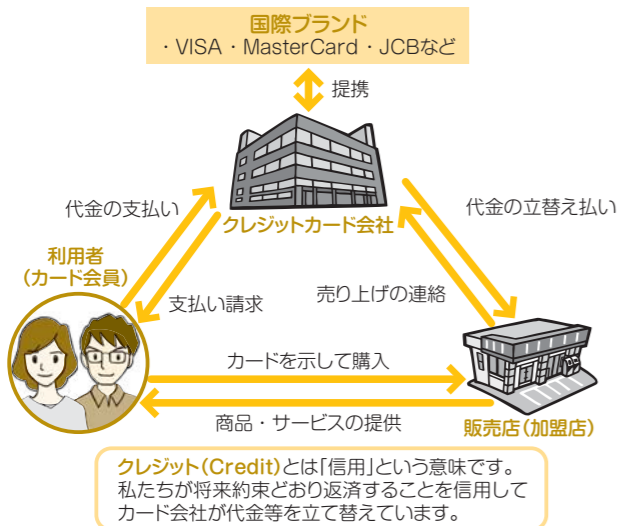 国際ブランド
・VISA・MasterCard・JCBなど
提携
代金の支払い
クレジットカード会社
代金の立替え払い
利用者
(カード会員)
支払い請求
売り上げの連絡
カードを示して購入
商品・サービスの提供
販売店(加盟店)
クレジット(Credit)とは「信用」という意味です。
私たちが将来約束どおり返済することを信用して
カード会社が代金等を立て替えています。